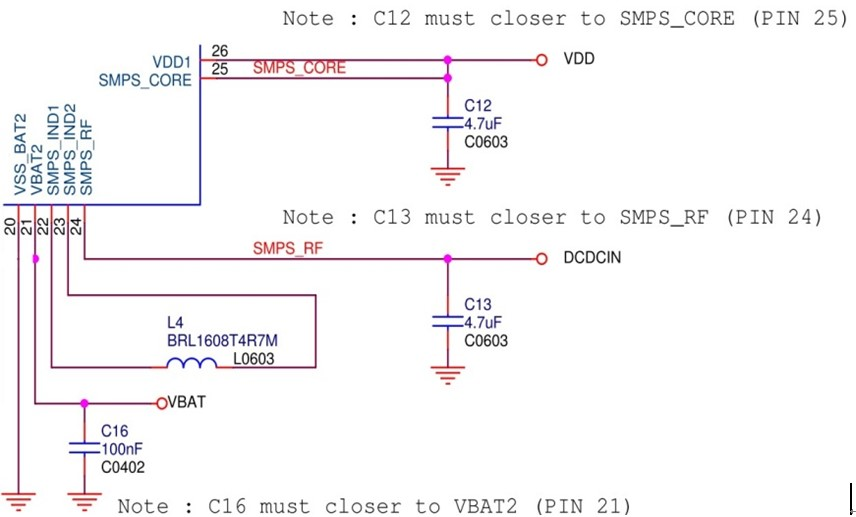 Note : C12 must closer to SMPS_CORE (PIN 25)
VDD1
26
SMPS_CORE
25
SMPS_CORE
VDD
C12
4.7uF
C0603
VSS_BAT2
VBAT2
SMPS_IND1
SMPS_IND2
SMPS_RF
20
21
22
23
24
Note : C13 must closer to SMPS_RF (PIN 24)
SMPS_RF
DCDCIN
C13
4.7uF
C0603
L4
BRL1608T4R7M
L0603
VBAT
C16
100nF
C0402
Note : C16 must closer to VBAT2 (PIN 21)